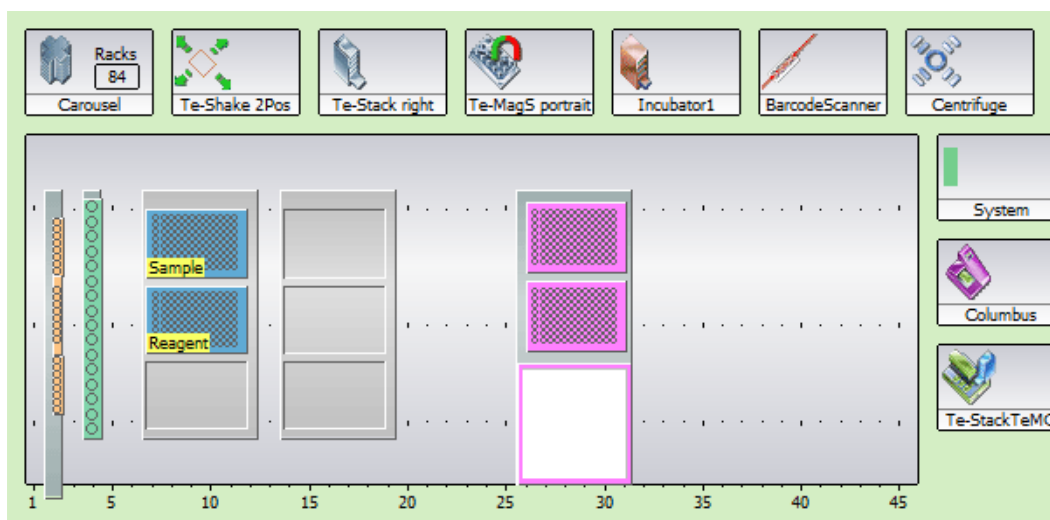 Racks
84
Carousel
Te-Shake 2Pos
Te-Stack right
Te-MagS portrait
Incubator1
BarcodeScanner
Centrifuge
System
Sample
Columbus
Reagent
Te-StackTeMO
1 5 10 15 20 25 30 35 40 45